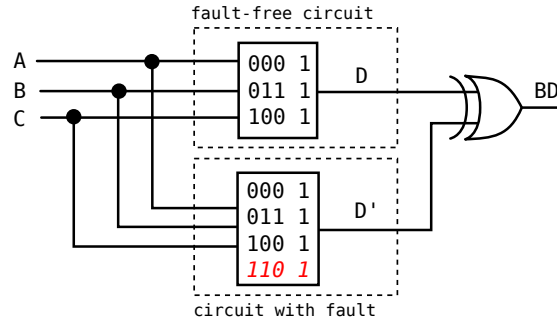 fault-free circuit
A
B
C
000 1
011 1
100 1
D
BD
000 1
011 1
100 1
110 1
D'
circuit with fault